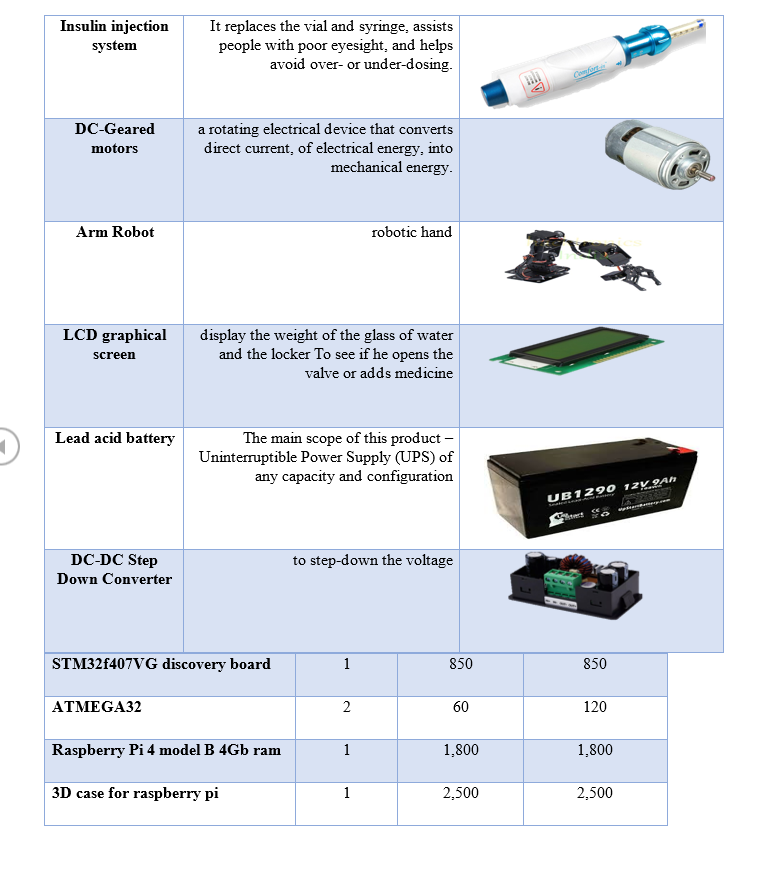 Insulin injection
system
It replaces the vial and syringe, assists
people with poor eyesight, and helps
avoid over- or under-dosing.
Comfort
DC-Geared
motors
a rotating electrical device that converts
direct current, of electrical energy, into
mechanical energy.
Arm Robot
robotic hand
LCD graphical
screen
display the weight of the glass of water
and the locker To see if he opens the
valve or adds medicine
Lead acid battery
The main scope of this product –
Uninterruptible Power Supply (UPS) of
any capacity and configuration
UB1290 12V 9Ah
Sealed Lead-Acid Battery
UpStartBattery.com
DC-DC Step
Down Converter
to step-down the voltage
STM32f407VG discovery board 1 850 850
ATMEGA32 2 60 120
Raspberry Pi 4 model B 4Gb ram 1 1,800 1,800
3D case for raspberry pi 1 2,500 2,500